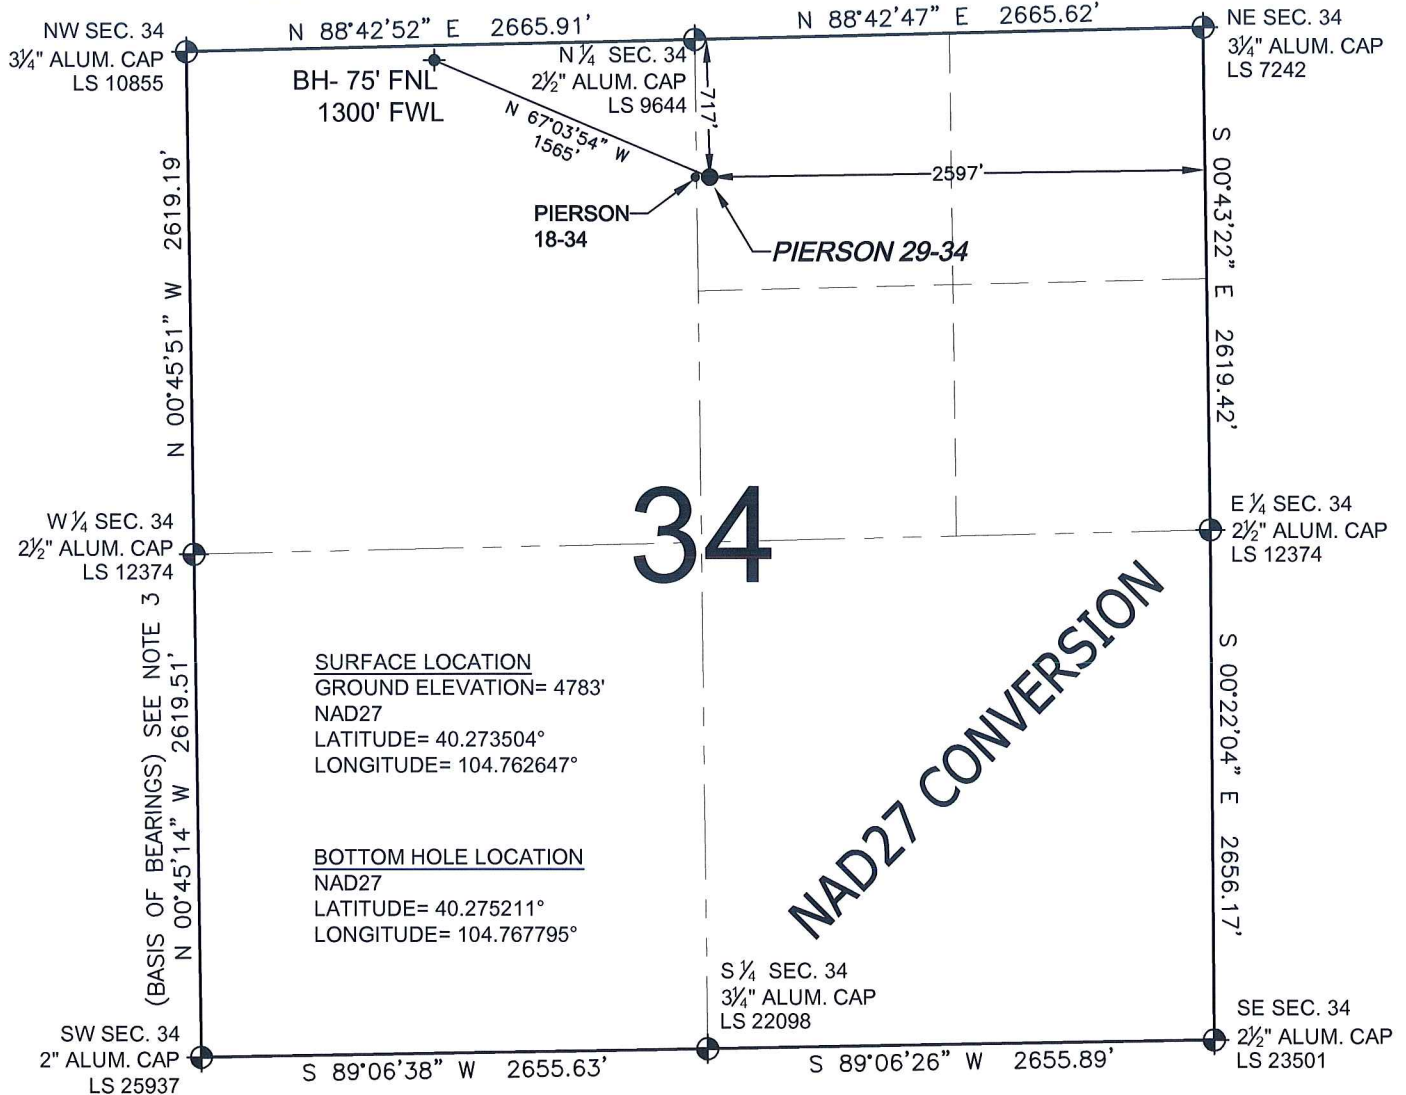 N 88°42'52" E 2665.91'
N 88°42'47" E 2665.62'
NW SEC. 34
3¼" ALUM. CAP
LS 10855
N ¼ SEC. 34
2½" ALUM. CAP
LS 9644
NE SEC. 34
3¼" ALUM. CAP
LS 7242
BH- 75' FNL
1300' FWL
N 67°03'54" W
1565'
717'
2597'
PIERSON
18-34
PIERSON 29-34
N 00°45'51" W 2619.19'
S 00°43'22" E 2619.42'
W ¼ SEC. 34
2½" ALUM. CAP
LS 12374
34
E ¼ SEC. 34
2½" ALUM. CAP
LS 12374
(BASIS OF BEARINGS) SEE NOTE 3
N 00°45'14" W 2619.51'
SURFACE LOCATION
GROUND ELEVATION= 4783'
NAD27
LATITUDE= 40.273504°
LONGITUDE= 104.762647°
BOTTOM HOLE LOCATION
NAD27
LATITUDE= 40.275211°
LONGITUDE= 104.767795°
NAD27 CONVERSION
S 00°22'04" E 2656.17'
S ¼ SEC. 34
3¼" ALUM. CAP
LS 22098
SW SEC. 34
2" ALUM. CAP
LS 25937
SE SEC. 34
2½" ALUM. CAP
LS 23501
S 89°06'38" W 2655.63'
S 89°06'26" W 2655.89'